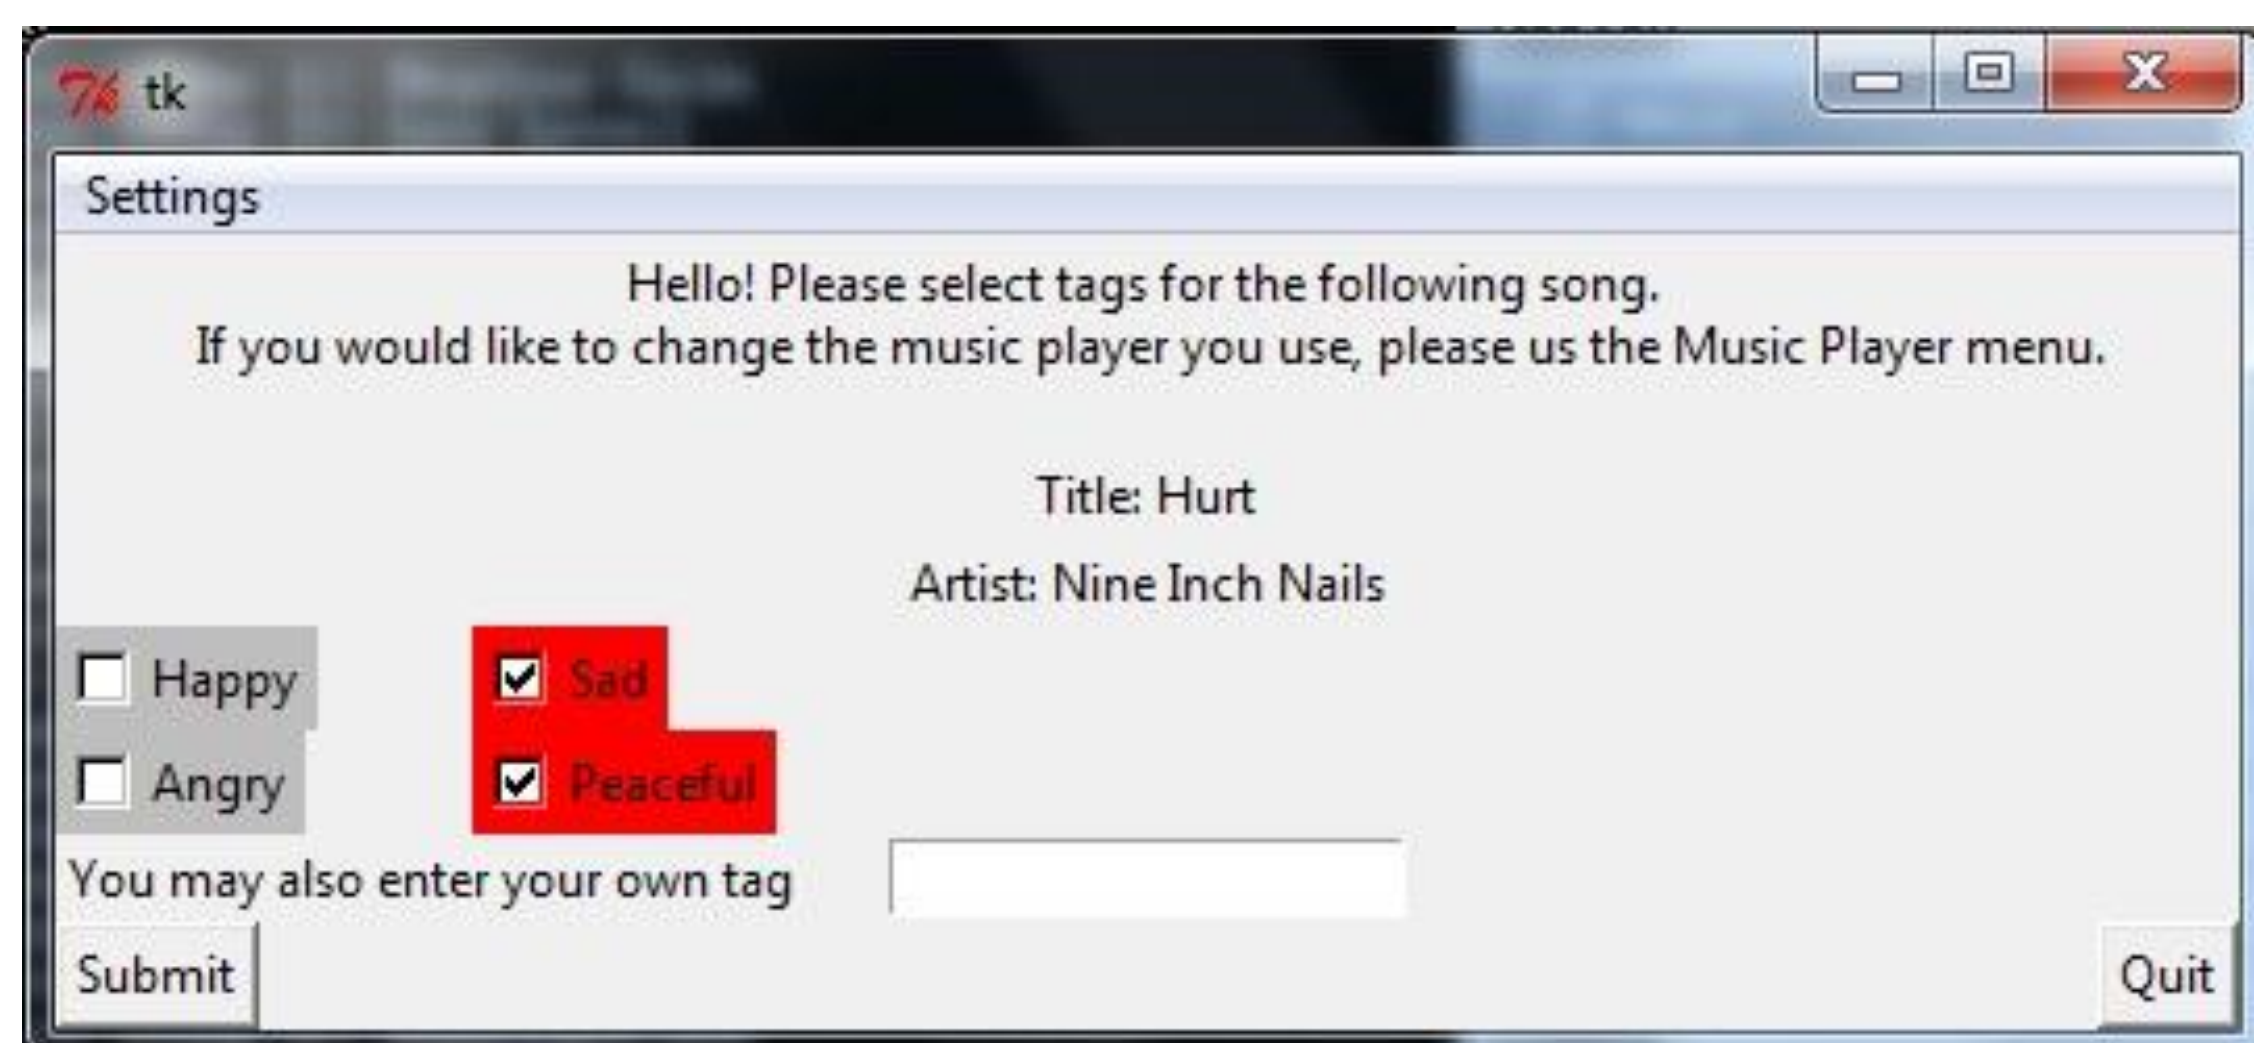 tk
Settings
Hello! Please select tags for the following song.
If you would like to change the music player you use, please us the Music Player menu.
Title: Hurt
Artist: Nine Inch Nails
Happy Sad
Angry Peaceful
You may also enter your own tag
Submit Quit